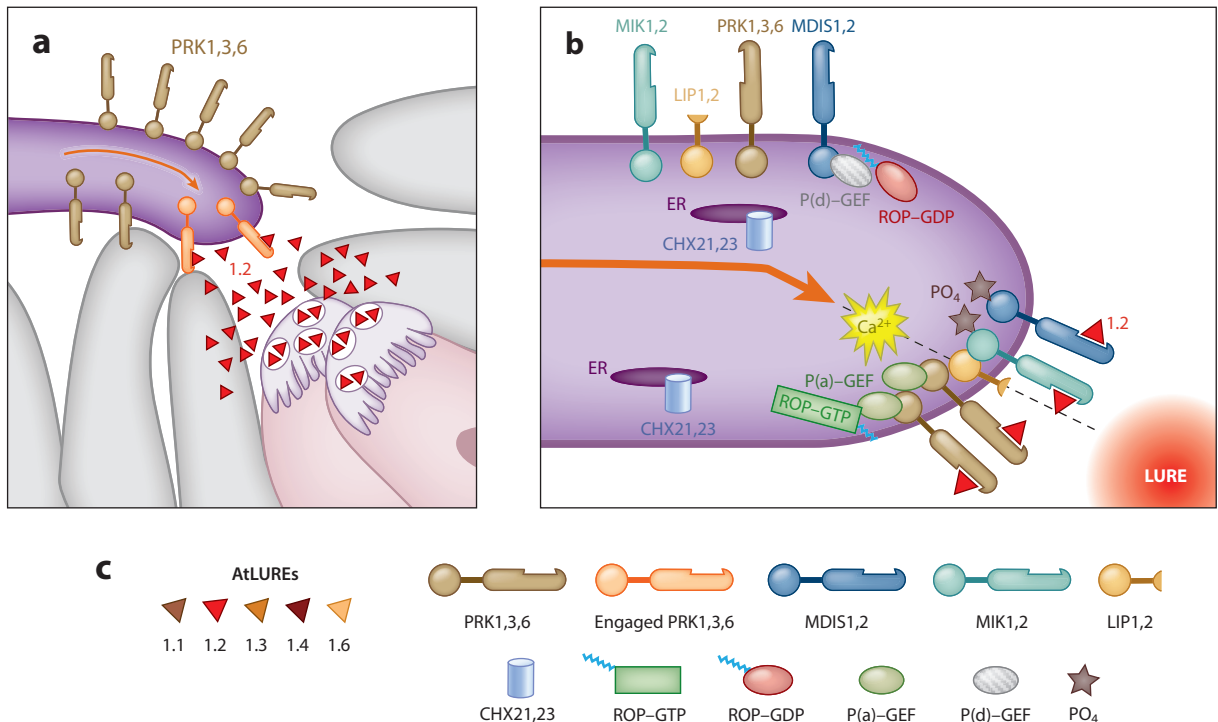 a
PRK1,3,6
1.2
b
MIK1,2
PRK1,3,6
MDIS1,2
LIP1,2
P(d)–GEF
ROP–GDP
ER
CHX21,23
PO4
1.2
Ca2+
ER
P(a)–GEF
ROP–GTP
CHX21,23
LURE
c
AtLUREs
1.1 1.2 1.3 1.4 1.6
PRK1,3,6 Engaged PRK1,3,6 MDIS1,2 MIK1,2 LIP1,2
CHX21,23 ROP–GTP ROP–GDP P(a)–GEF P(d)–GEF PO4